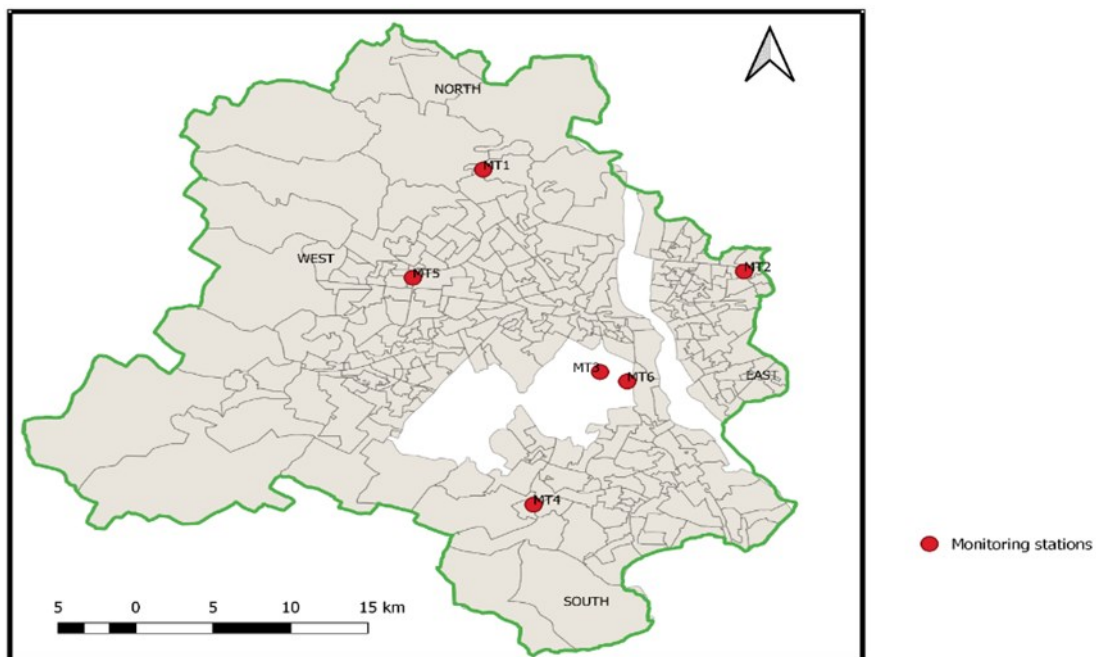 NORTH
MT1
WEST
MT5
MT2
MT3
MT6
EAST
MT4
SOUTH
5 0 5 10 15 km
Monitoring stations